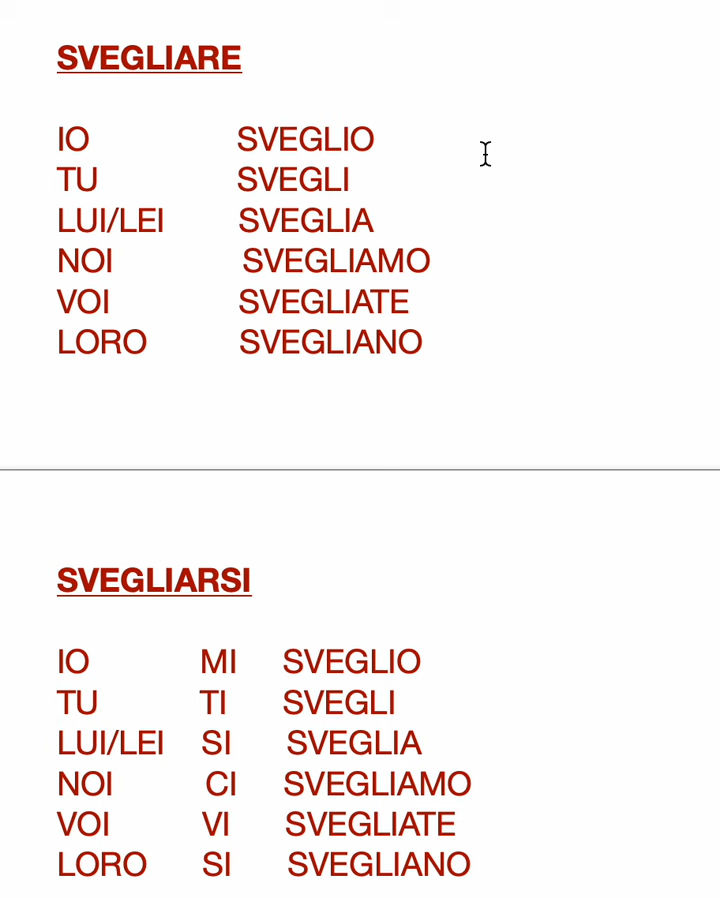 SVEGLIARE
IO SVEGLIO
TU SVEGLI
LUI/LEI SVEGLIA
NOI SVEGLIAMO
VOI SVEGLIATE
LORO SVEGLIANO
SVEGLIARSI
IO MI SVEGLIO
TU TI SVEGLI
LUI/LEI SI SVEGLIA
NOI CI SVEGLIAMO
VOI VI SVEGLIATE
LORO SI SVEGLIANO